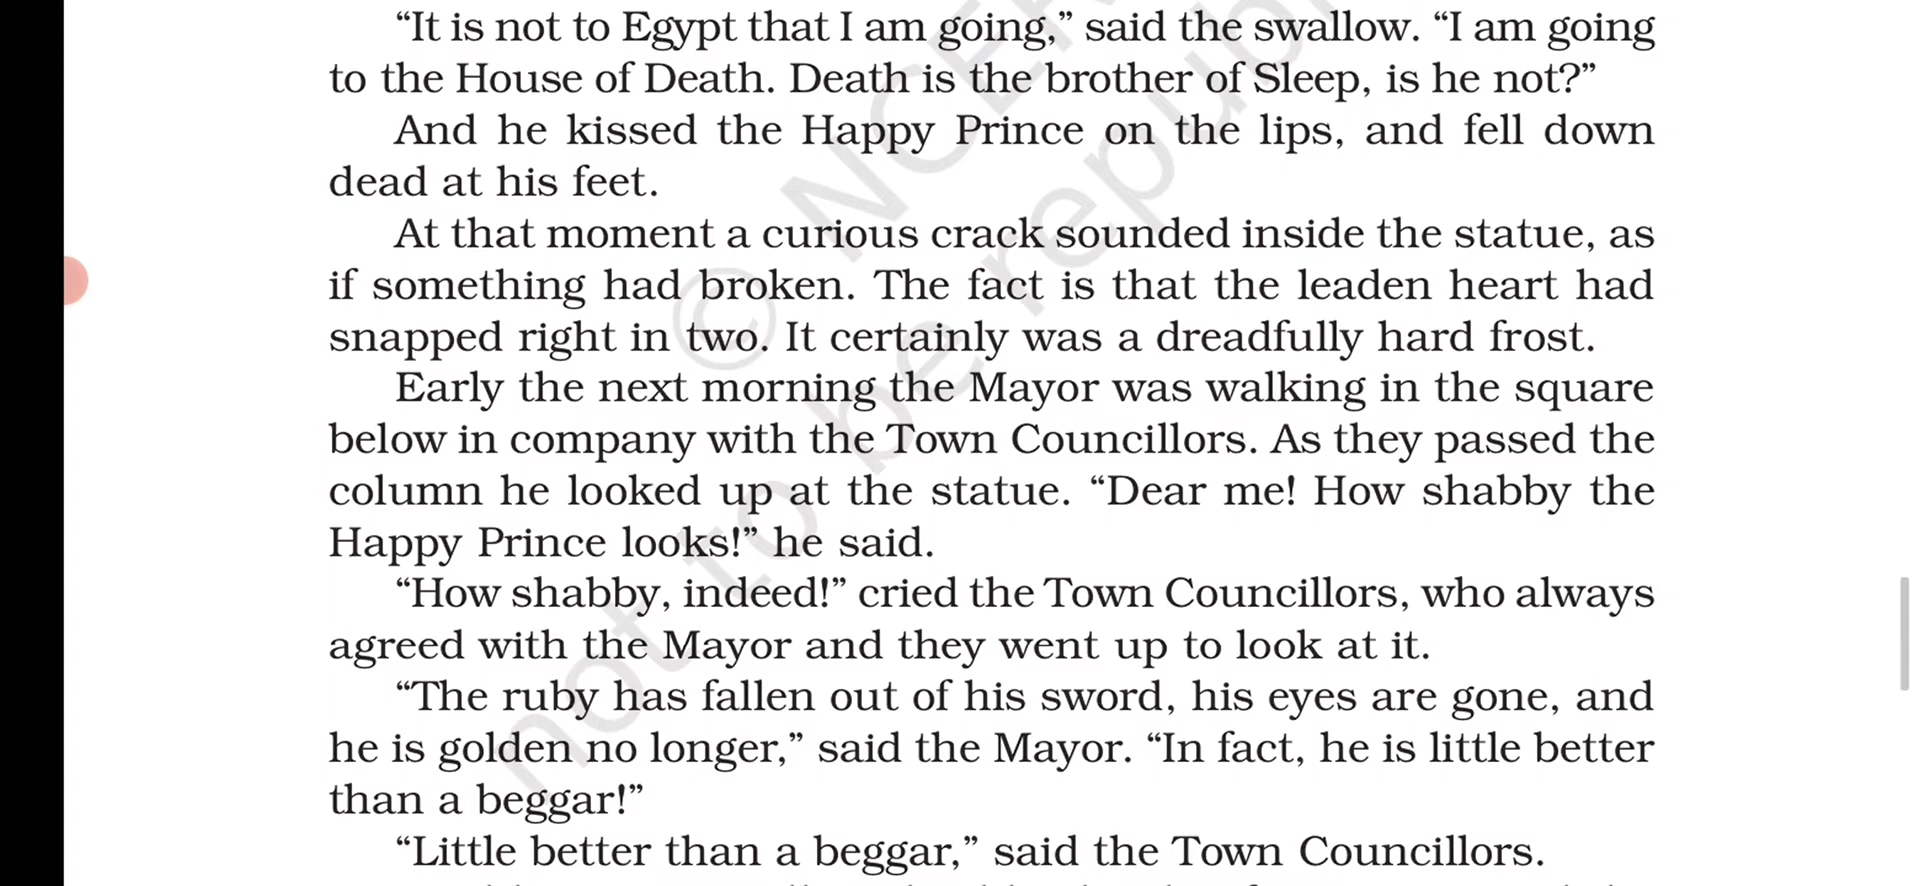 “It is not to Egypt that I am going,” said the swallow. “I am going
to the House of Death. Death is the brother of Sleep, is he not?”
And he kissed the Happy Prince on the lips, and fell down
dead at his feet.
At that moment a curious crack sounded inside the statue, as
if something had broken. The fact is that the leaden heart had
snapped right in two. It certainly was a dreadfully hard frost.
Early the next morning the Mayor was walking in the square
below in company with the Town Councillors. As they passed the
column he looked up at the statue. “Dear me! How shabby the
Happy Prince looks!” he said.
“How shabby, indeed!” cried the Town Councillors, who always
agreed with the Mayor and they went up to look at it.
“The ruby has fallen out of his sword, his eyes are gone, and
he is golden no longer,” said the Mayor. “In fact, he is little better
than a beggar!”
“Little better than a beggar,” said the Town Councillors.
© NCER
not to be republ